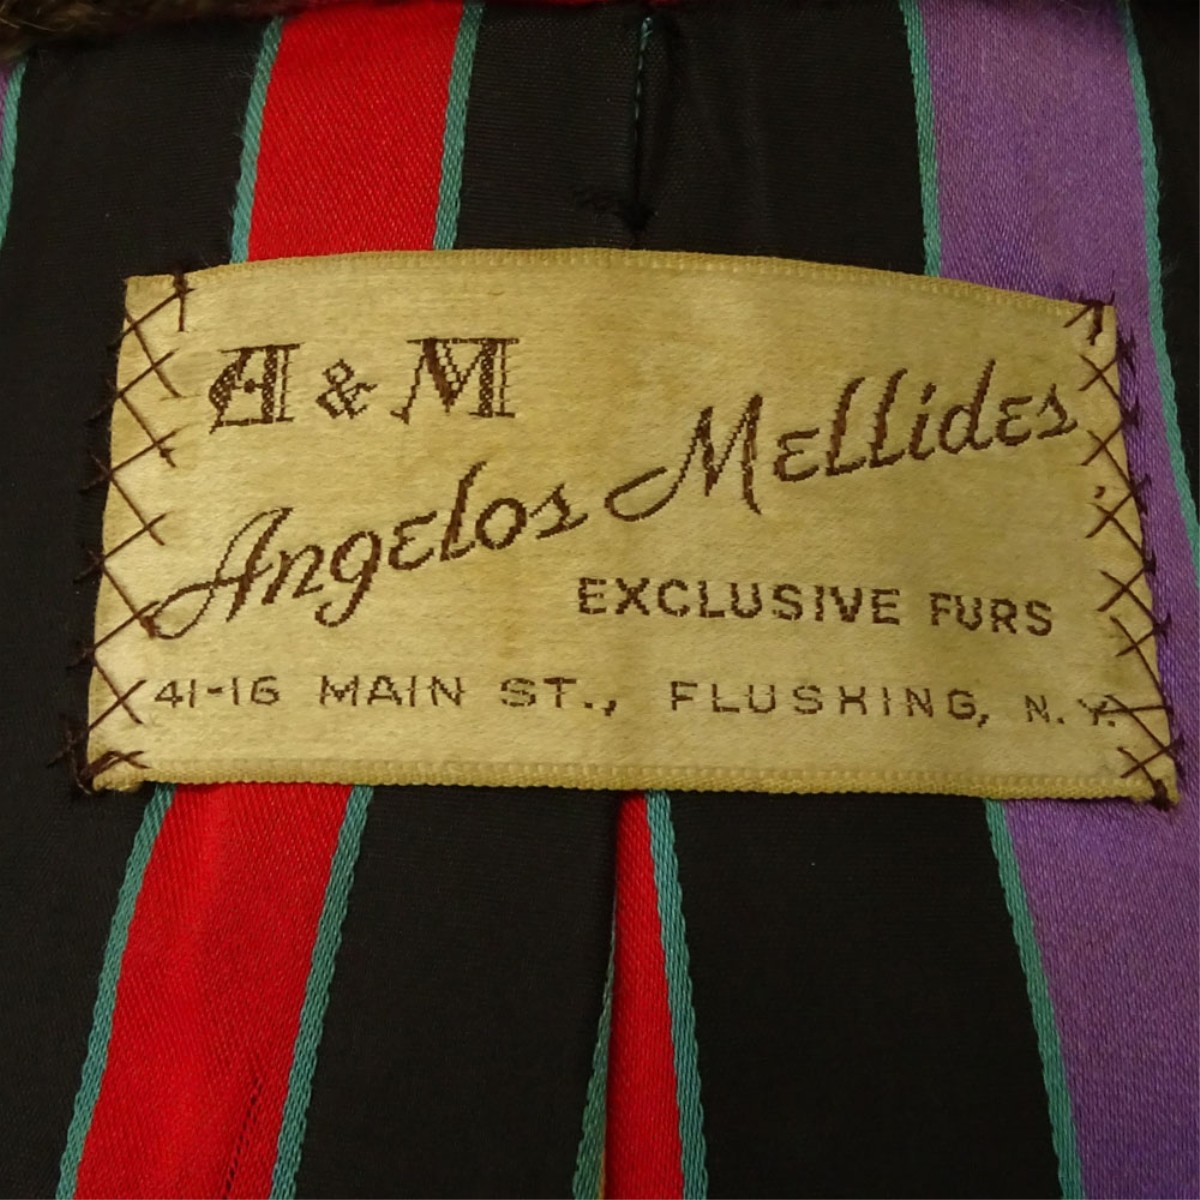 A & M
Angelos Mellides
EXCLUSIVE FURS
41-16 MAIN ST., FLUSHING, N.Y.